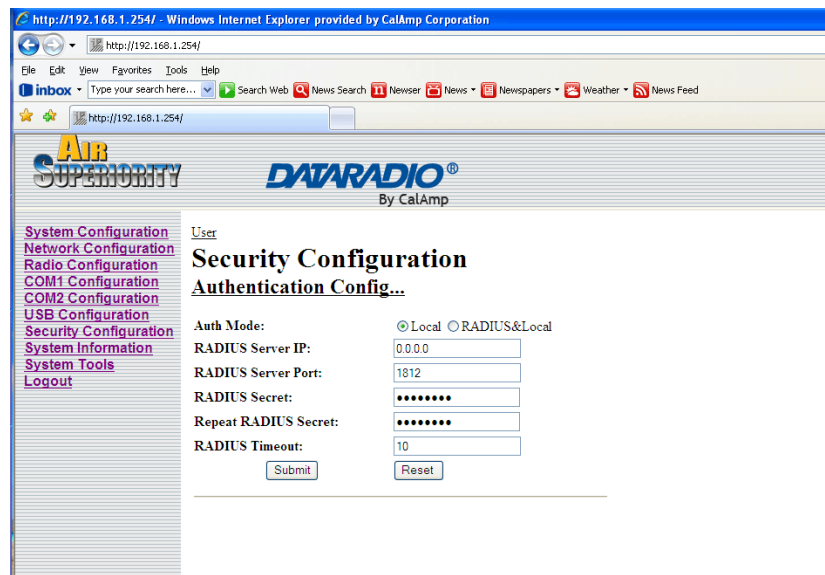 http://192.168.1.254/ - Windows Internet Explorer provided by CalAmp Corporation
http://192.168.1.254/
File Edit View Favorites Tools Help
inbox Type your search here... Search Web News Search Newser News Newspapers Weather News Feed
http://192.168.1.254/
AIR
SUPERIORITY
DATARADIO®
By CalAmp
System Configuration
Network Configuration
Radio Configuration
COM1 Configuration
COM2 Configuration
USB Configuration
Security Configuration
System Information
System Tools
Logout
User
Security Configuration
Authentication Config...
Auth Mode: Local RADIUS&Local
RADIUS Server IP: 0.0.0.0
RADIUS Server Port: 1812
RADIUS Secret: ●●●●●●●●
Repeat RADIUS Secret: ●●●●●●●●
RADIUS Timeout: 10
Submit Reset